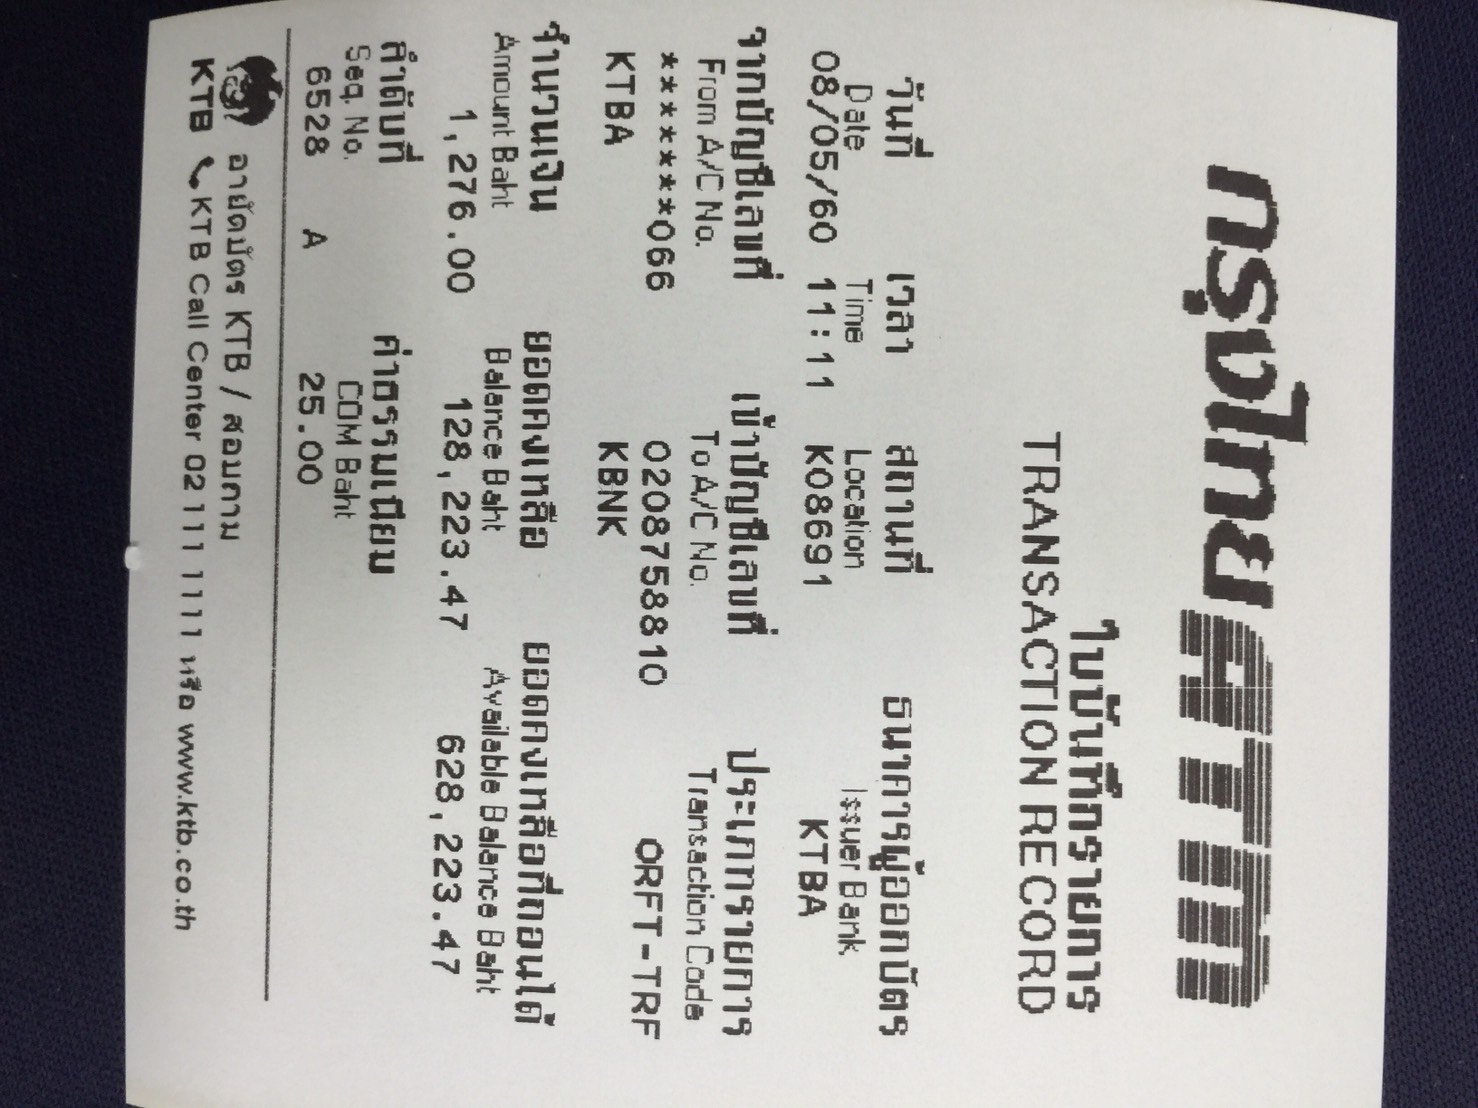 กรุงไทย ATM
ใบบันทึกรายการ
TRANSACTION RECORD
วันที่ เวลา สถานที่ ธนาคารผู้ออกบัตร
Date Time Location Issuer Bank
08/05/60 11:11 K08691 KTBA
จากบัญชีเลขที่ เข้าบัญชีเลขที่ ประเภทรายการ
From A/C No. To A/C No. Transaction Code
*******066 0208758810 ORFT-TRF
KTBA KBNK
จำนวนเงิน ยอดคงเหลือ ยอดคงเหลือที่ถอนได้
Amount Baht Balance Baht Available Balance Baht
1,276.00 128,223.47 628,223.47
ลำดับที่ ค่าธรรมเนียม
Seq. No. COM Baht
6528 A 25.00
อายัดบัตร KTB / สอบถาม
KTB KTB Call Center 02 111 1111 หรือ www.ktb.co.th